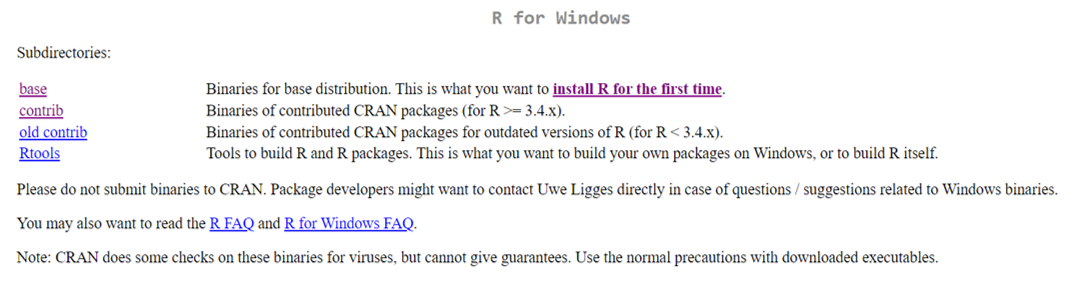 R for Windows
Subdirectories:
base Binaries for base distribution. This is what you want to install R for the first time.
contrib Binaries of contributed CRAN packages (for R >= 3.4.x).
old contrib Binaries of contributed CRAN packages for outdated versions of R (for R < 3.4.x).
Rtools Tools to build R and R packages. This is what you want to build your own packages on Windows, or to build R itself.
Please do not submit binaries to CRAN. Package developers might want to contact Uwe Ligges directly in case of questions / suggestions related to Windows binaries.
You may also want to read the R FAQ and R for Windows FAQ.
Note: CRAN does some checks on these binaries for viruses, but cannot give guarantees. Use the normal precautions with downloaded executables.